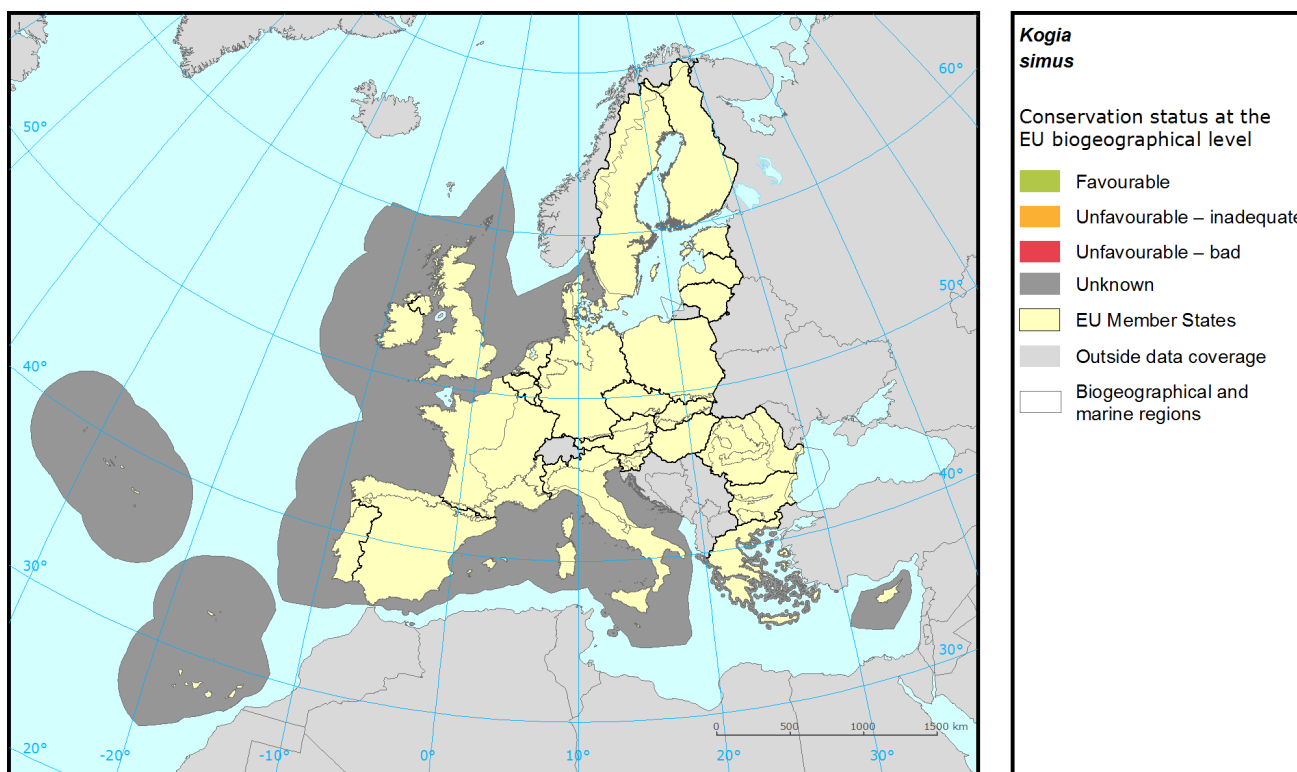 Kogia
simus
Conservation status at the
EU biogeographical level
Favourable
Unfavourable – inadequate
Unfavourable – bad
Unknown
EU Member States
Outside data coverage
Biogeographical and
marine regions
60°
50°
50°
40°
40°
30°
30°
20°
-20°
-10°
0°
10°
20°
30°
0 500 1000 1500 km